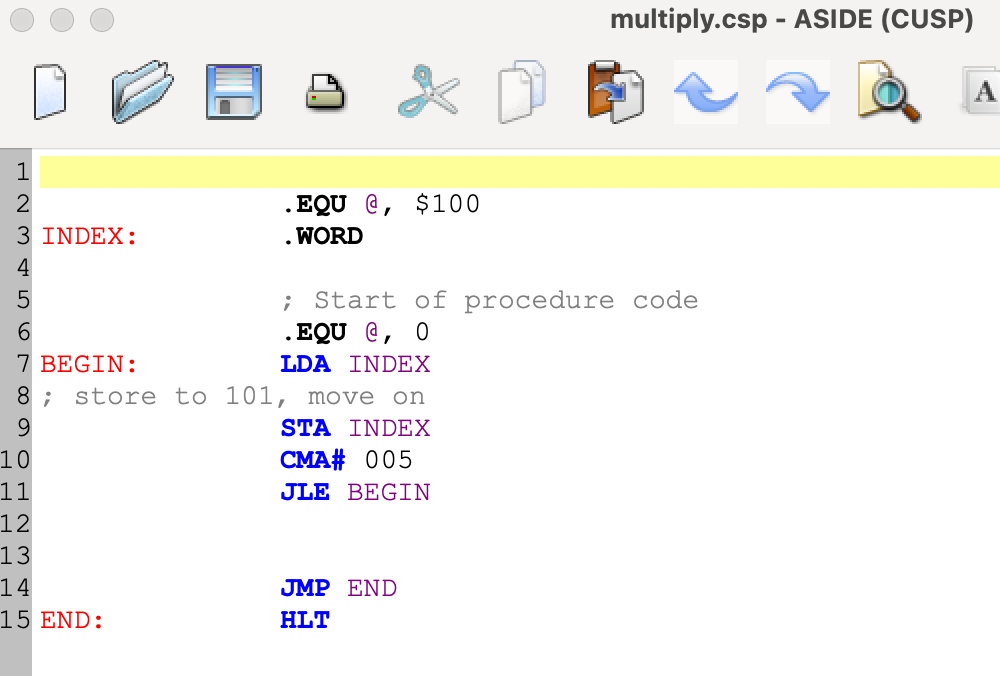 multiply.csp - ASIDE (CUSP)
A
1
2 .EQU @, $100
3 INDEX: .WORD
4
5 ; Start of procedure code
6 .EQU @, 0
7 BEGIN: LDA INDEX
8 ; store to 101, move on
9 STA INDEX
10 CMA# 005
11 JLE BEGIN
12
13
14 JMP END
15 END: HLT